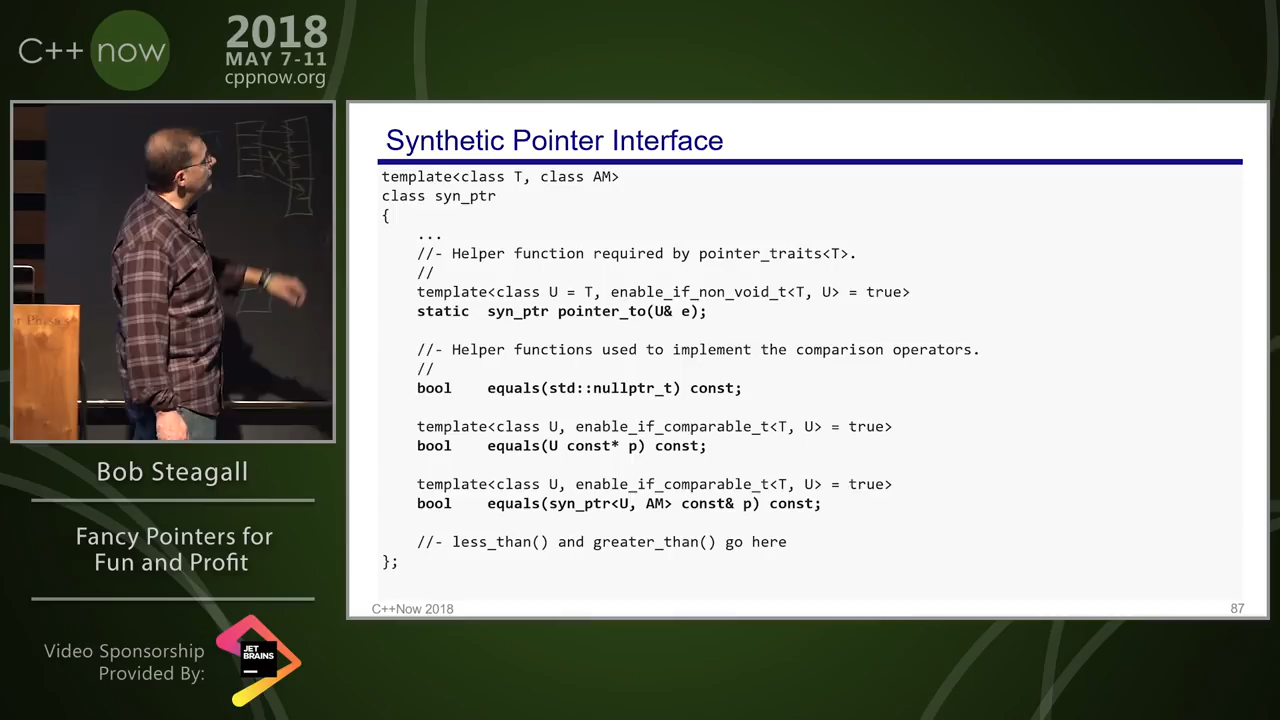 C++ now
2018
MAY 7-11
cppnow.org
Synthetic Pointer Interface
template<class T, class AM>
class syn_ptr
{
    ...
    //- Helper function required by pointer_traits<T>.
    //
    template<class U = T, enable_if_non_void_t<T, U> = true>
    static  syn_ptr pointer_to(U& e);
    //- Helper functions used to implement the comparison operators.
    //
    bool    equals(std::nullptr_t) const;
    template<class U, enable_if_comparable_t<T, U> = true>
    bool    equals(U const* p) const;
    template<class U, enable_if_comparable_t<T, U> = true>
    bool    equals(syn_ptr<U, AM> const& p) const;
    //- less_than() and greater_than() go here
};
C++Now 2018
87
Bob Steagall
Fancy Pointers for
Fun and Profit
Video Sponsorship
Provided By:
JET
BRAINS